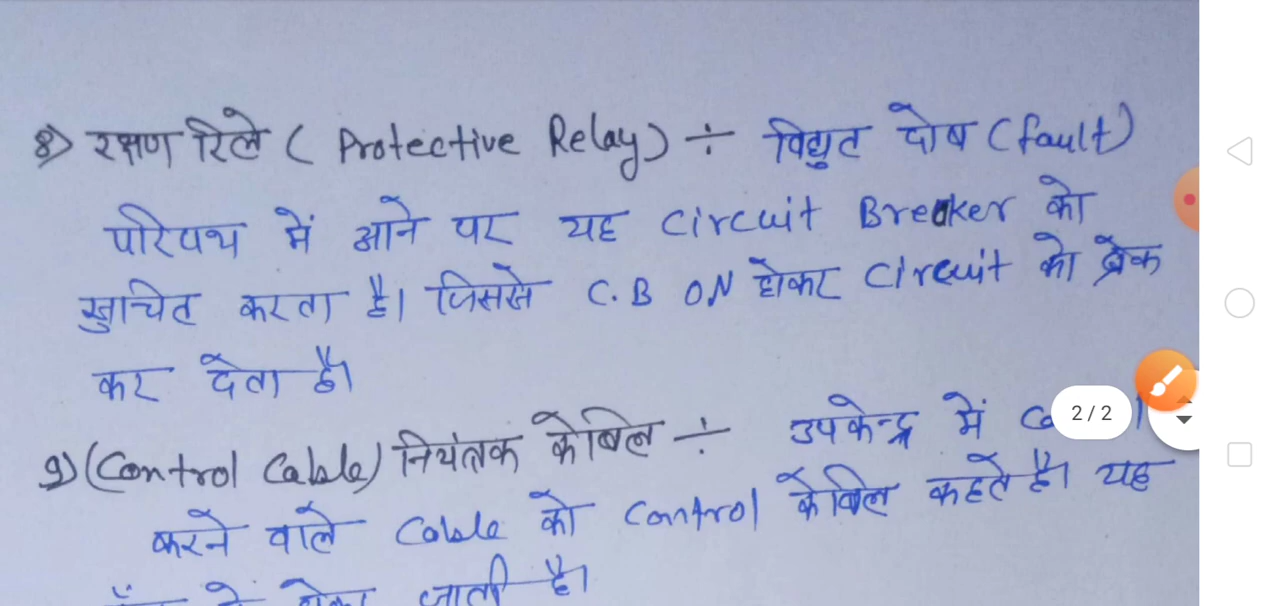 8) रक्षण रिले ( Protective Relay) ÷ विद्युत दोष (fault)
परिपथ में आने पर यह Circuit Breaker को
सुचित करता है। जिससे C.B ON होकर Circuit को ब्रेक
कर देता है।
2/2
9) (Control Cable) नियंत्रक केबिल ÷ उपकेन्द्र में
करने वाले Cable को Control केबिल कहते है। यह
जाती है।